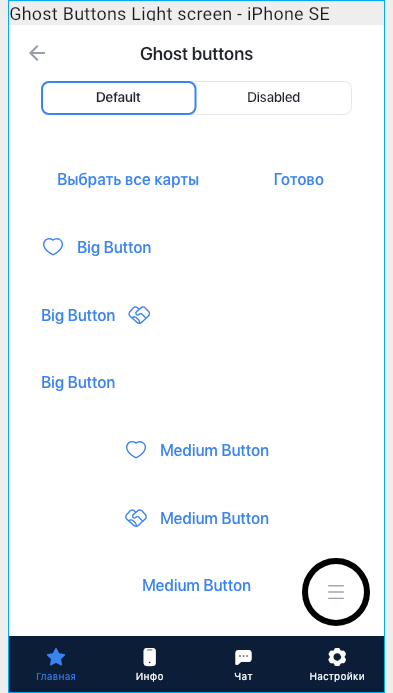 Ghost Buttons Light screen - iPhone SE
Ghost buttons
Default Disabled
Выбрать все карты Готово
Big Button
Big Button
Big Button
Medium Button
Medium Button
Medium Button
Главная Инфо Чат Настройки